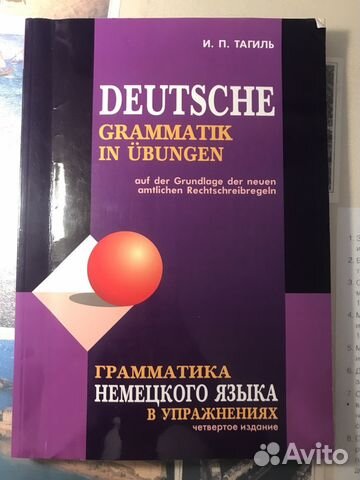 И. П. ТАГИЛЬ
DEUTSCHE
GRAMMATIK
IN ÜBUNGEN
auf der Grundlage der neuen
amtlichen Rechtschreibregeln
ГРАММАТИКА
НЕМЕЦКОГО ЯЗЫКА
В УПРАЖНЕНИЯХ
четвертое издание
Avito